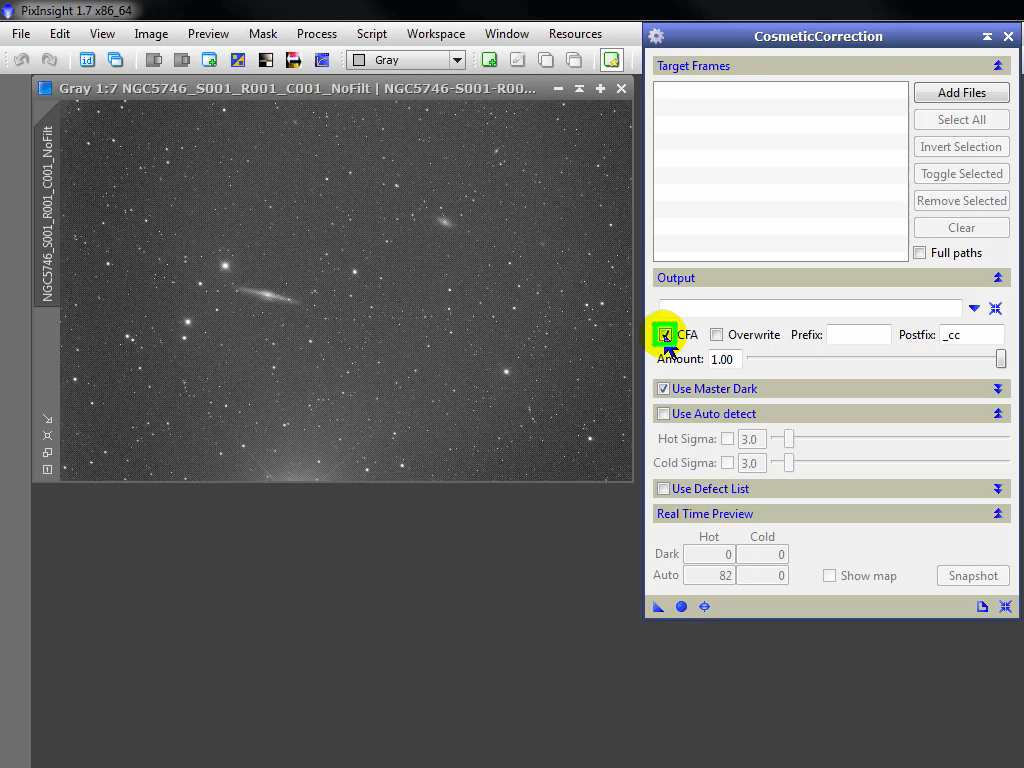 PixInsight 1.7 x86_64
File Edit View Image Preview Mask Process Script Workspace Window Resources
id Gray
Gray 1:7 NGC5746_S001_R001_C001_NoFilt | NGC5746-S001-R00...
NGC5746_S001_R001_C001_NoFilt
CosmeticCorrection
Target Frames
Add Files
Select All
Invert Selection
Toggle Selected
Remove Selected
Clear
Full paths
Output
CFA Overwrite Prefix: Postfix: _cc
Amount: 1.00
Use Master Dark
Use Auto detect
Hot Sigma: 3.0
Cold Sigma: 3.0
Use Defect List
Real Time Preview
Hot Cold
Dark 0 0
Auto 82 0 Show map Snapshot